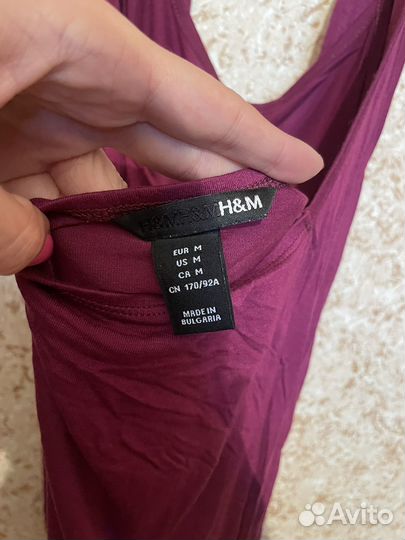 H&M H&M H&M
EUR M
US M
CA M
CN 170/92A
MADE IN
BULGARIA
Avito